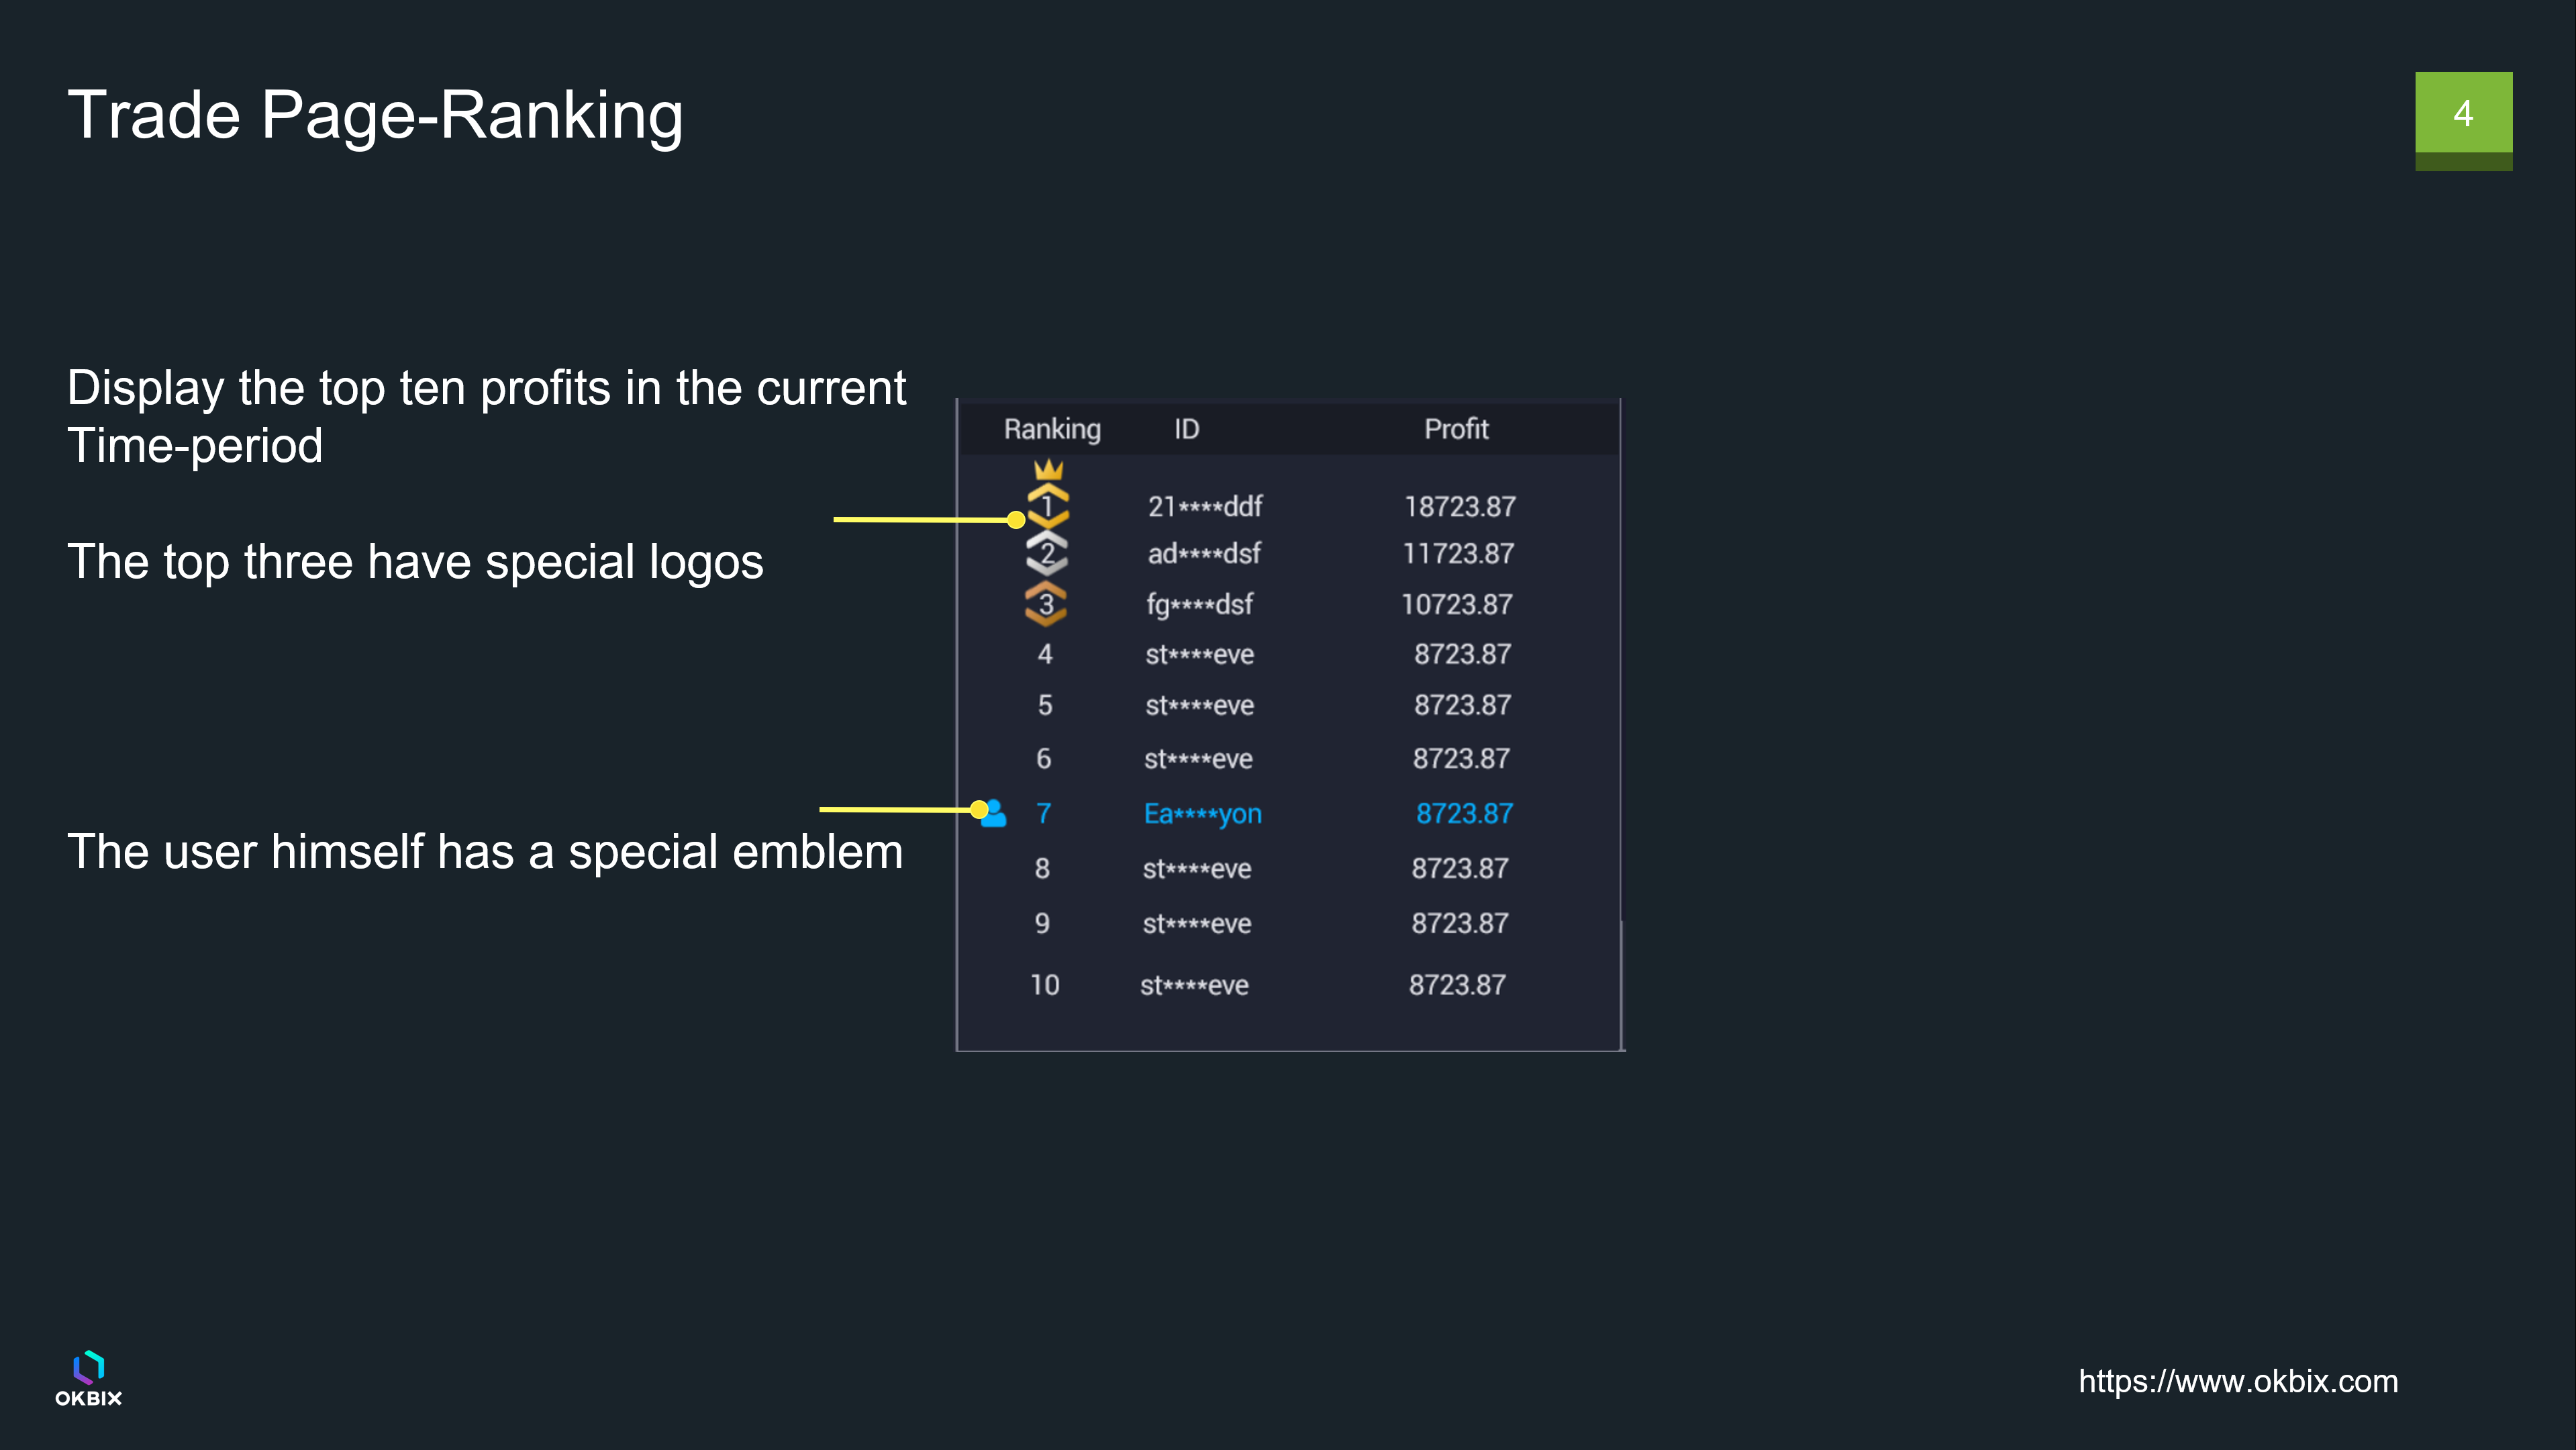 Trade Page-Ranking
4
Display the top ten profits in the current
Time-period
The top three have special logos
The user himself has a special emblem
Ranking ID Profit
1 21****ddf 18723.87
2 ad****dsf 11723.87
3 fg****dsf 10723.87
4 st****eve 8723.87
5 st****eve 8723.87
6 st****eve 8723.87
7 Ea****yon 8723.87
8 st****eve 8723.87
9 st****eve 8723.87
10 st****eve 8723.87
OKBIX
https://www.okbix.com